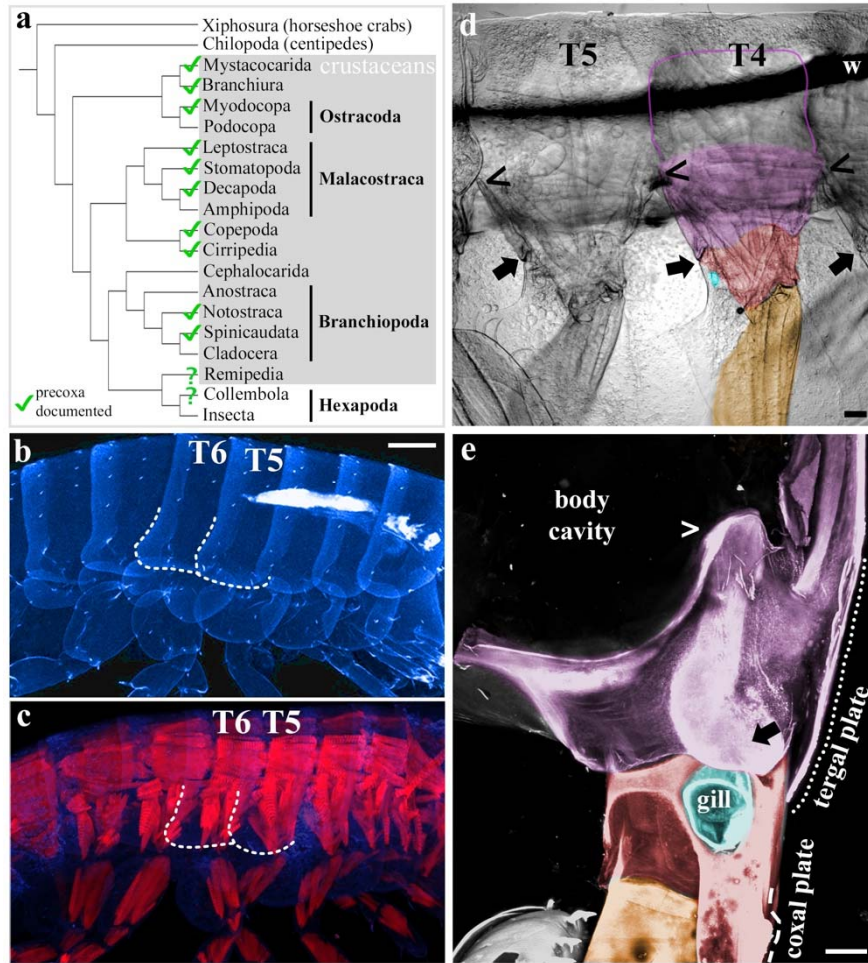 a
Xiphosura (horseshoe crabs)
Chilopoda (centipedes)
Mystacocarida
crustaceans
Branchiura
Myodocopa
Podocopa
Ostracoda
Leptostraca
Stomatopoda
Decapoda
Amphipoda
Malacostraca
Copepoda
Cirripedia
Cephalocarida
Anostraca
Notostraca
Spinicaudata
Cladocera
Branchiopoda
Remipedia
?
Collembola
?
Insecta
Hexapoda
✓ precoxa
documented
b
T6
T5
c
T6 T5
d
T5
T4
w
e
body
cavity
>
gill
tergal plate
coxal plate